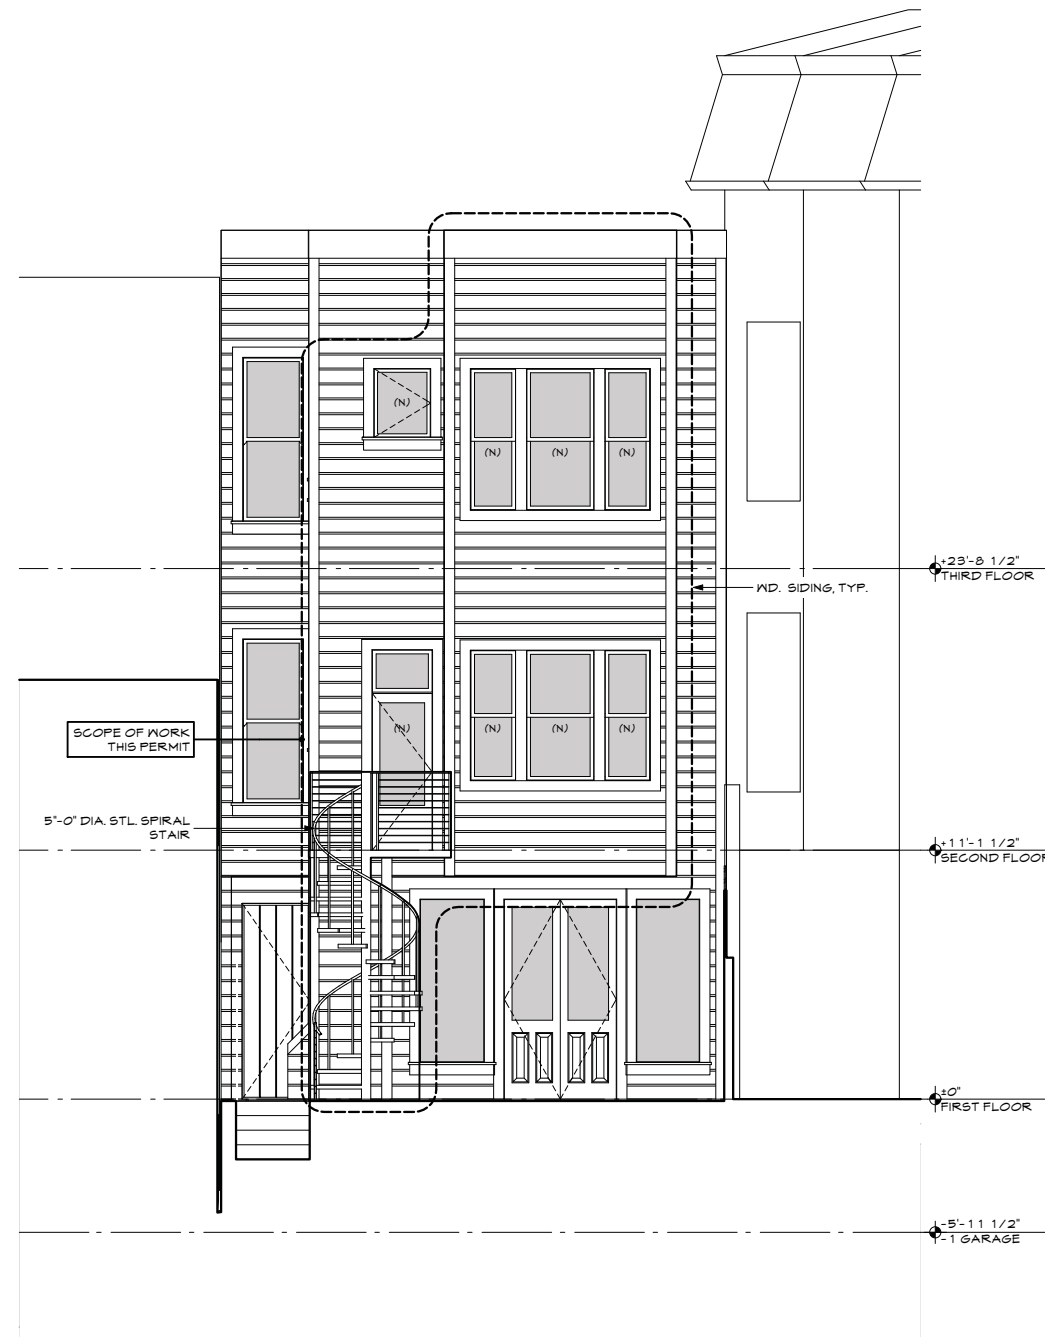 (N)
(N)
(N)
(N)
+23'-8 1/2"
THIRD FLOOR
WD. SIDING, TYP.
(N)
(N)
(N)
(N)
SCOPE OF WORK
THIS PERMIT
5"-0" DIA. STL. SPIRAL
STAIR
+11'-1 1/2"
SECOND FLOOR
±0"
FIRST FLOOR
-5'-11 1/2"
-1 GARAGE